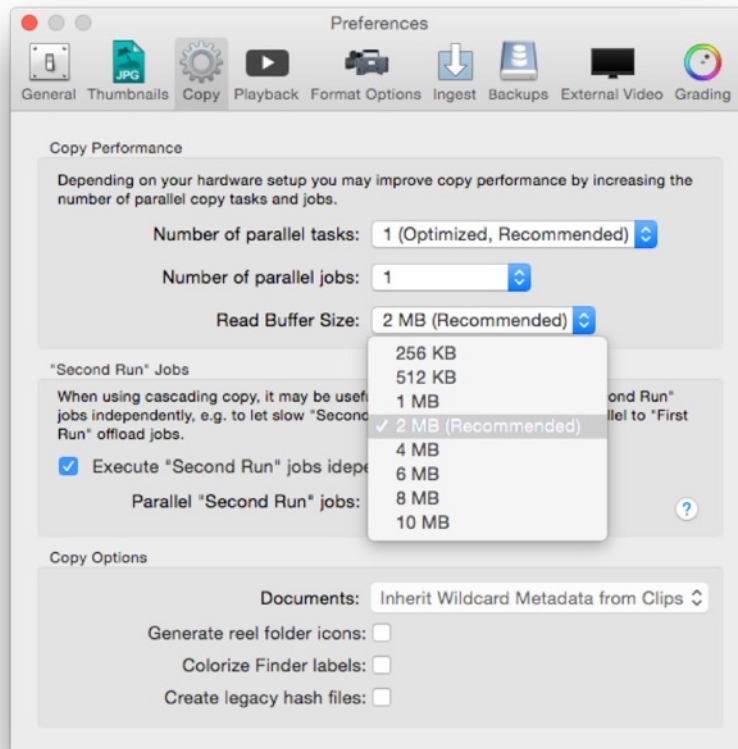 Preferences
General Thumbnails Copy Playback Format Options Ingest Backups External Video Grading
JPG
Copy Performance
Depending on your hardware setup you may improve copy performance by increasing the
number of parallel copy tasks and jobs.
Number of parallel tasks: 1 (Optimized, Recommended)
Number of parallel jobs: 1
Read Buffer Size: 2 MB (Recommended)
256 KB
512 KB
1 MB
✓ 2 MB (Recommended)
4 MB
6 MB
8 MB
10 MB
"Second Run" Jobs
When using cascading copy, it may be usef ond Run"
jobs independently, e.g. to let slow "Second llel to "First
Run" offload jobs.
Execute "Second Run" jobs idepe
Parallel "Second Run" jobs:
?
Copy Options
Documents: Inherit Wildcard Metadata from Clips
Generate reel folder icons:
Colorize Finder labels:
Create legacy hash files: